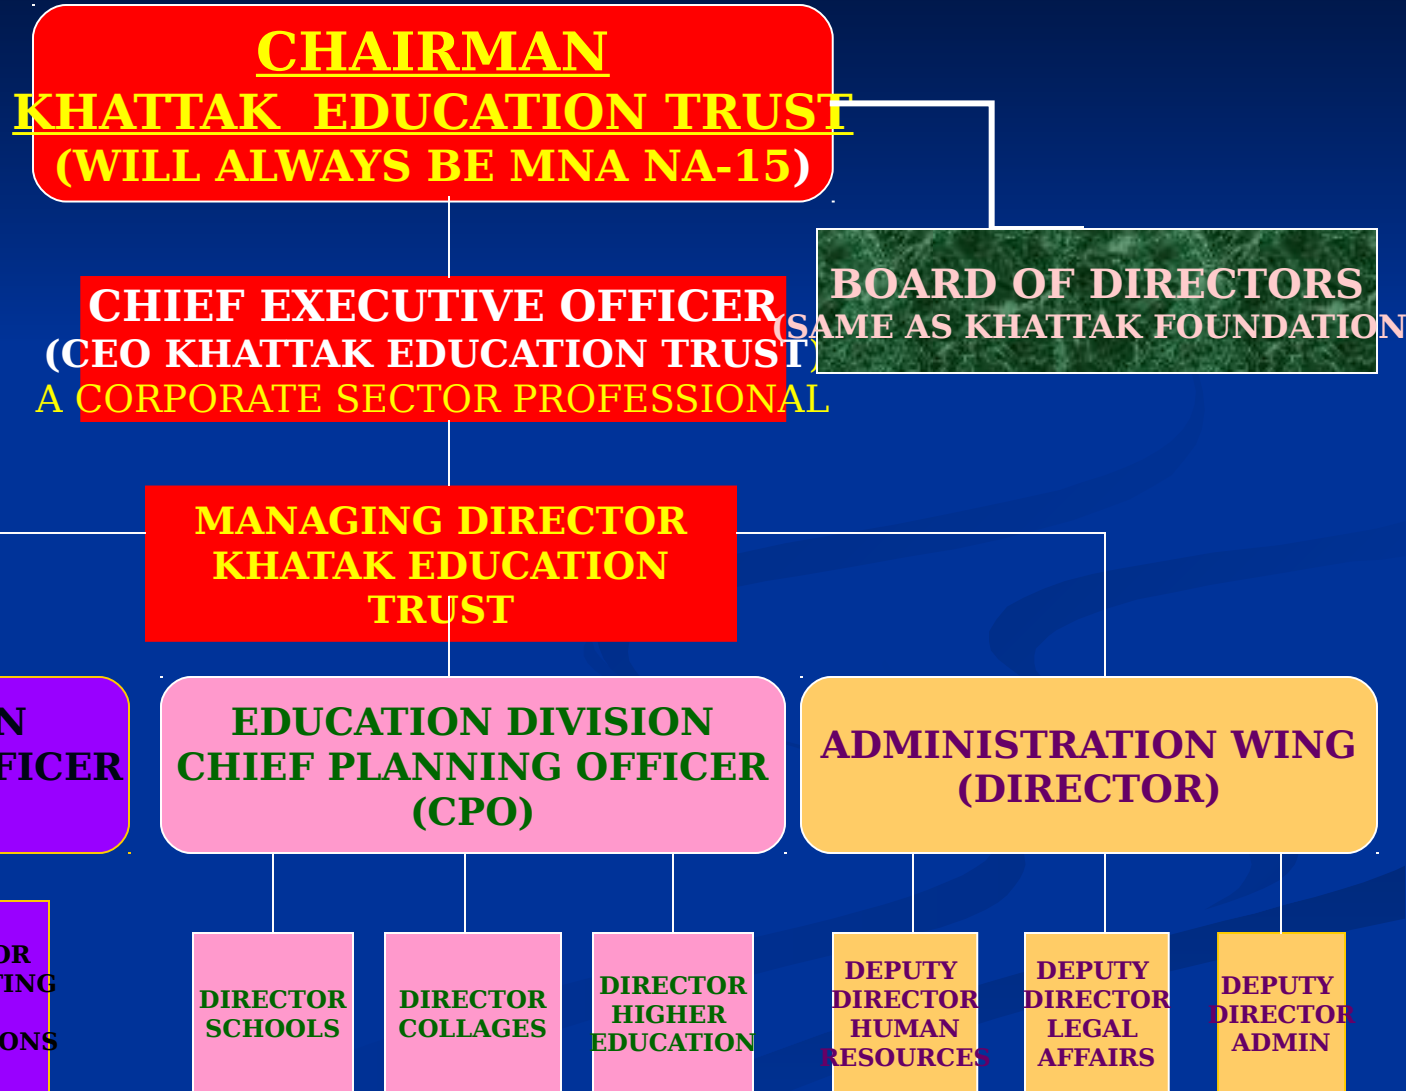 CHAIRMAN
KHATTAK EDUCATION TRUST
(WILL ALWAYS BE MNA NA-15)
BOARD OF DIRECTORS
(SAME AS KHATTAK FOUNDATION
CHIEF EXECUTIVE OFFICER
(CEO KHATTAK EDUCATION TRUST)
A CORPORATE SECTOR PROFESSIONAL
MANAGING DIRECTOR
KHATAK EDUCATION
TRUST
EDUCATION DIVISION
CHIEF PLANNING OFFICER
(CPO)
ADMINISTRATION WING
(DIRECTOR)
DIRECTOR
SCHOOLS
DIRECTOR
COLLAGES
DIRECTOR
HIGHER
EDUCATION
DEPUTY
DIRECTOR
HUMAN
RESOURCES
DEPUTY
DIRECTOR
LEGAL
AFFAIRS
DEPUTY
DIRECTOR
ADMIN